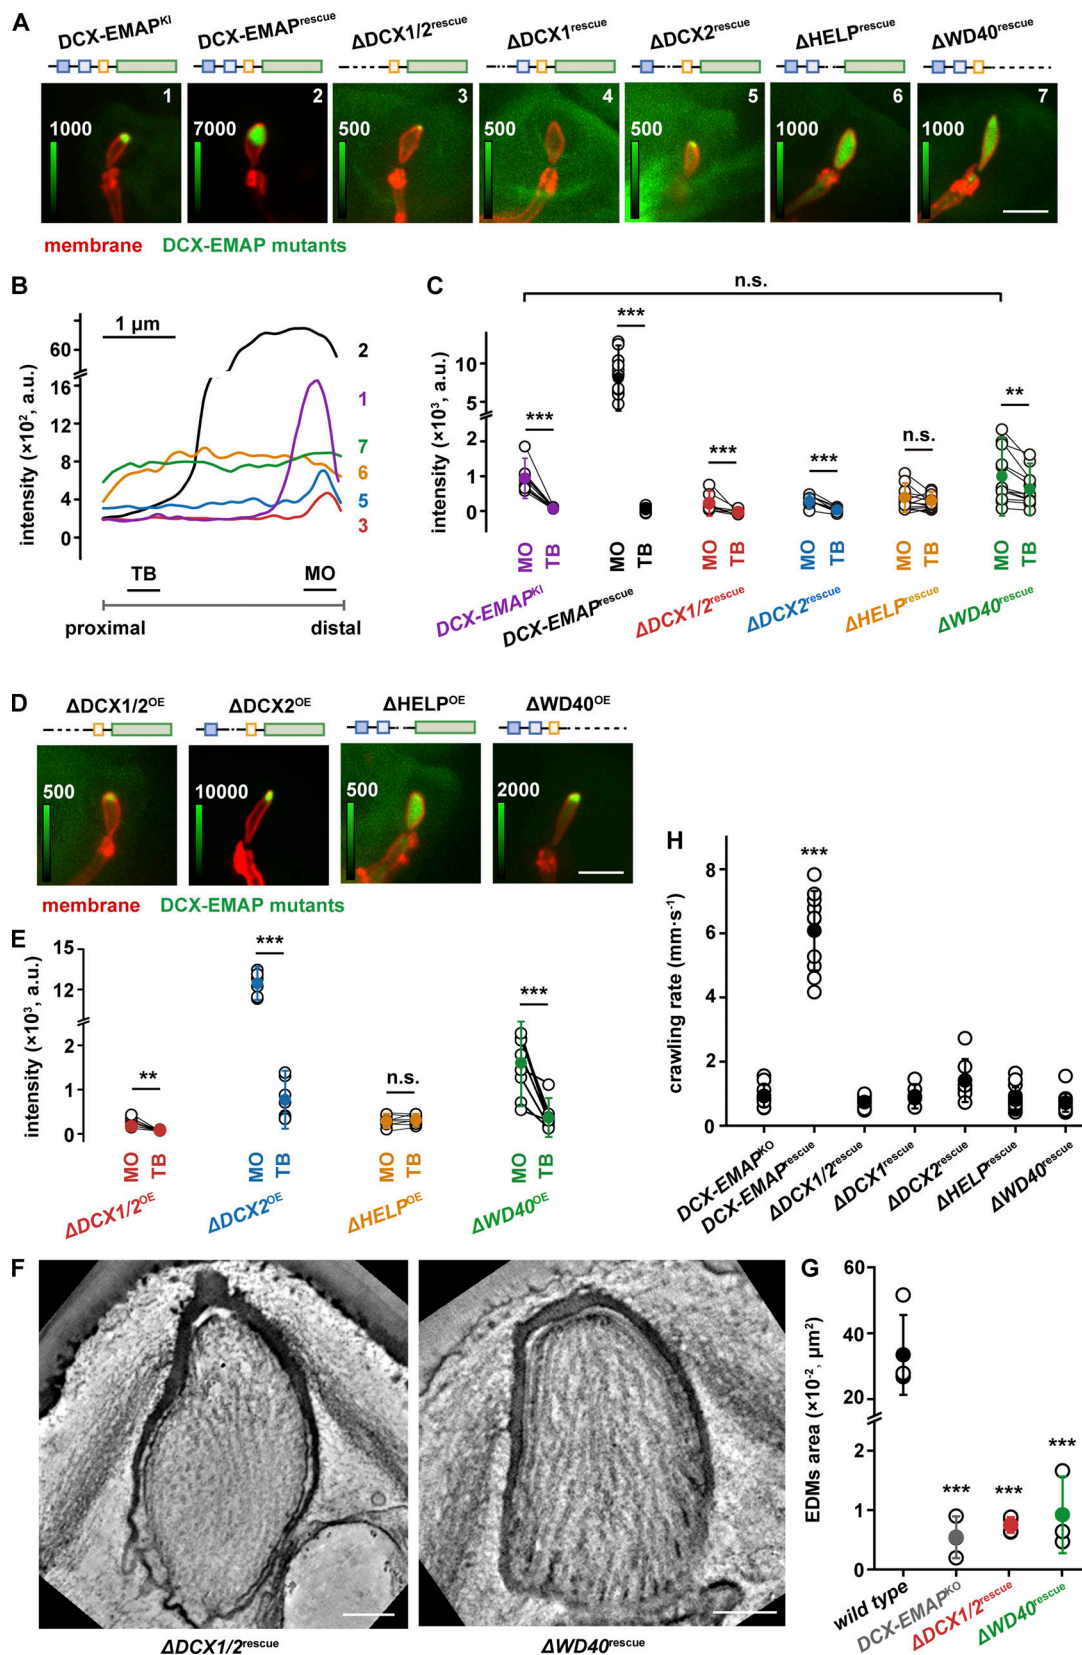 A
DCX-EMAPKI
DCX-EMAPrescue
ΔDCX1/2rescue
ΔDCX1rescue
ΔDCX2rescue
ΔHELPrescue
ΔWD40rescue
1 2 3 4 5 6 7
1000 7000 500 500 500 1000 1000
membrane DCX-EMAP mutants
B
intensity (×10², a.u.)
60
16
12
8
4
0
1 µm
2
1
7
6
5
3
TB MO
proximal distal
C
n.s.
intensity (×10³, a.u.)
10
5
2
1
0
*** *** *** *** n.s. **
MO TB MO TB MO TB MO TB MO TB MO TB
DCX-EMAPKI
DCX-EMAPrescue
ΔDCX1/2rescue
ΔDCX2rescue
ΔHELPrescue
ΔWD40rescue
D
ΔDCX1/2OE ΔDCX2OE ΔHELPOE ΔWD40OE
500 10000 500 2000
membrane DCX-EMAP mutants
E
intensity (×10³, a.u.)
15
12
2
1
0
** *** n.s. ***
MO TB MO TB MO TB MO TB
ΔDCX1/2OE
ΔDCX2OE
ΔHELPOE
ΔWD40OE
H
crawling rate (mm·s⁻¹)
8
6
4
2
0
***
DCX-EMAPKO
DCX-EMAPrescue
ΔDCX1/2rescue
ΔDCX1rescue
ΔDCX2rescue
ΔHELPrescue
ΔWD40rescue
F
ΔDCX1/2rescue
ΔWD40rescue
G
EDMs area (×10⁻², µm²)
60
40
20
2
1
0
*** *** ***
wild type
DCX-EMAPKO
ΔDCX1/2rescue
ΔWD40rescue